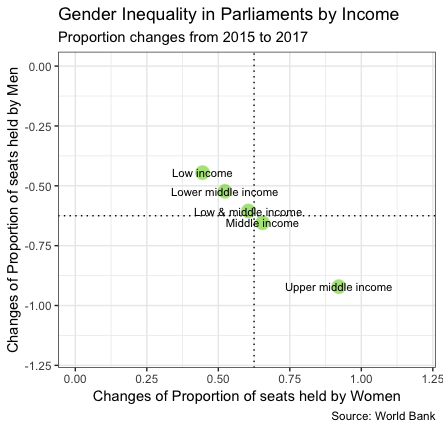 Gender Inequality in Parliaments by Income
Proportion changes from 2015 to 2017
Changes of Proportion of seats held by Men
0.00
-0.25
-0.50
-0.75
-1.00
-1.25
Low income
Lower middle income
Low & middle income
Middle income
Upper middle income
0.00 0.25 0.50 0.75 1.00 1.25
Changes of Proportion of seats held by Women
Source: World Bank